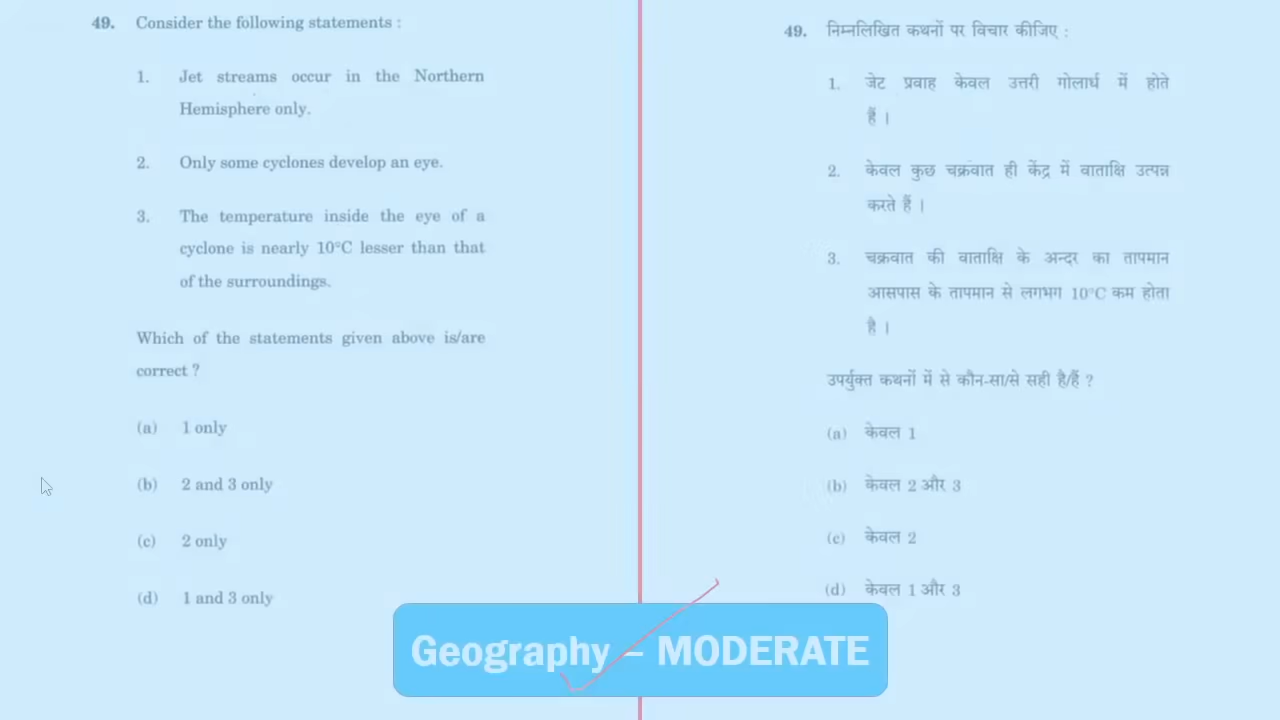 49. Consider the following statements :
1. Jet streams occur in the Northern
Hemisphere only.
2. Only some cyclones develop an eye.
3. The temperature inside the eye of a
cyclone is nearly 10°C lesser than that
of the surroundings.
Which of the statements given above is/are
correct ?
(a) 1 only
(b) 2 and 3 only
(c) 2 only
(d) 1 and 3 only
49. निम्नलिखित कथनों पर विचार कीजिए :
1. जेट प्रवाह केवल उत्तरी गोलार्ध में होते
हैं ।
2. केवल कुछ चक्रवात ही केंद्र में वाताक्षि उत्पन्न
करते हैं ।
3. चक्रवात की वाताक्षि के अन्दर का तापमान
आसपास के तापमान से लगभग 10°C कम होता
है ।
उपर्युक्त कथनों में से कौन-सा/से सही है/हैं ?
(a) केवल 1
(b) केवल 2 और 3
(c) केवल 2
(d) केवल 1 और 3
Geography – MODERATE